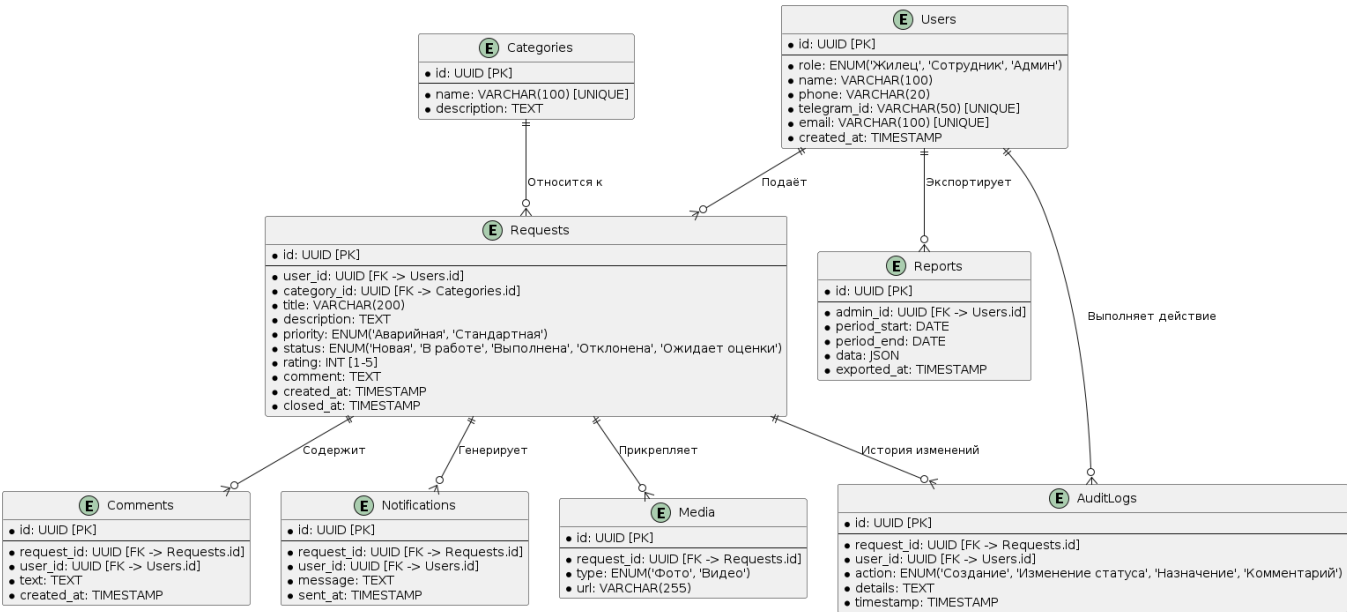 E Users
id: UUID [PK]
role: ENUM('Жилец', 'Сотрудник', 'Админ')
name: VARCHAR(100)
phone: VARCHAR(20)
telegram_id: VARCHAR(50) [UNIQUE]
email: VARCHAR(100) [UNIQUE]
created_at: TIMESTAMP
E Categories
id: UUID [PK]
name: VARCHAR(100) [UNIQUE]
description: TEXT
Относится к
Подаёт
Экспортирует
E Requests
id: UUID [PK]
user_id: UUID [FK -> Users.id]
category_id: UUID [FK -> Categories.id]
title: VARCHAR(200)
description: TEXT
priority: ENUM('Аварийная', 'Стандартная')
status: ENUM('Новая', 'В работе', 'Выполнена', 'Отклонена', 'Ожидает оценки')
rating: INT [1-5]
comment: TEXT
created_at: TIMESTAMP
closed_at: TIMESTAMP
E Reports
id: UUID [PK]
admin_id: UUID [FK -> Users.id]
period_start: DATE
period_end: DATE
data: JSON
exported_at: TIMESTAMP
Выполняет действие
Содержит
Генерирует
Прикрепляет
История изменений
E Comments
id: UUID [PK]
request_id: UUID [FK -> Requests.id]
user_id: UUID [FK -> Users.id]
text: TEXT
created_at: TIMESTAMP
E Notifications
id: UUID [PK]
request_id: UUID [FK -> Requests.id]
user_id: UUID [FK -> Users.id]
message: TEXT
sent_at: TIMESTAMP
E Media
id: UUID [PK]
request_id: UUID [FK -> Requests.id]
type: ENUM('Фото', 'Видео')
url: VARCHAR(255)
E AuditLogs
id: UUID [PK]
request_id: UUID [FK -> Requests.id]
user_id: UUID [FK -> Users.id]
action: ENUM('Создание', 'Изменение статуса', 'Назначение', 'Комментарий')
details: TEXT
timestamp: TIMESTAMP